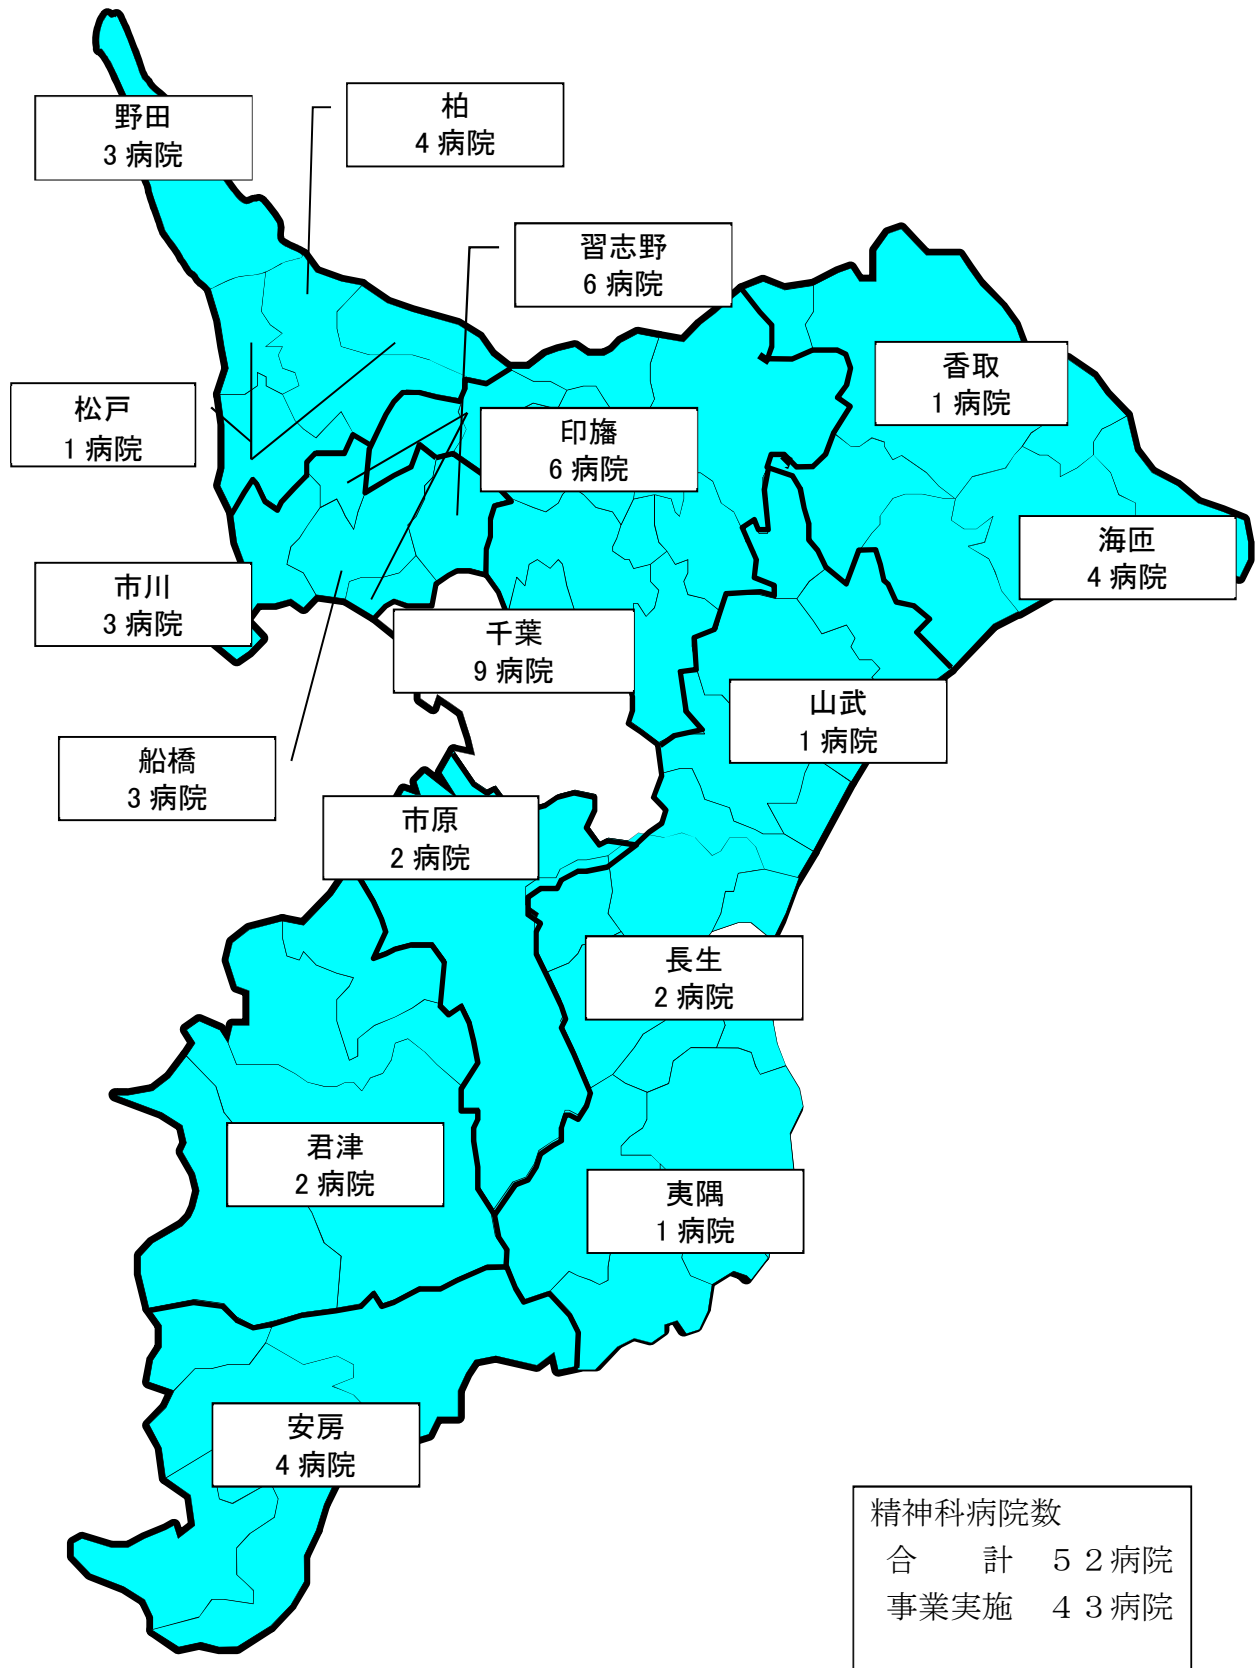 野田
3 病院
柏
4 病院
習志野
6 病院
香取
1 病院
松戸
1 病院
印旛
6 病院
海匝
4 病院
市川
3 病院
千葉
9 病院
山武
1 病院
船橋
3 病院
市原
2 病院
長生
2 病院
君津
2 病院
夷隅
1 病院
安房
4 病院
精神科病院数
合　　計　５２病院
事業実施　４３病院